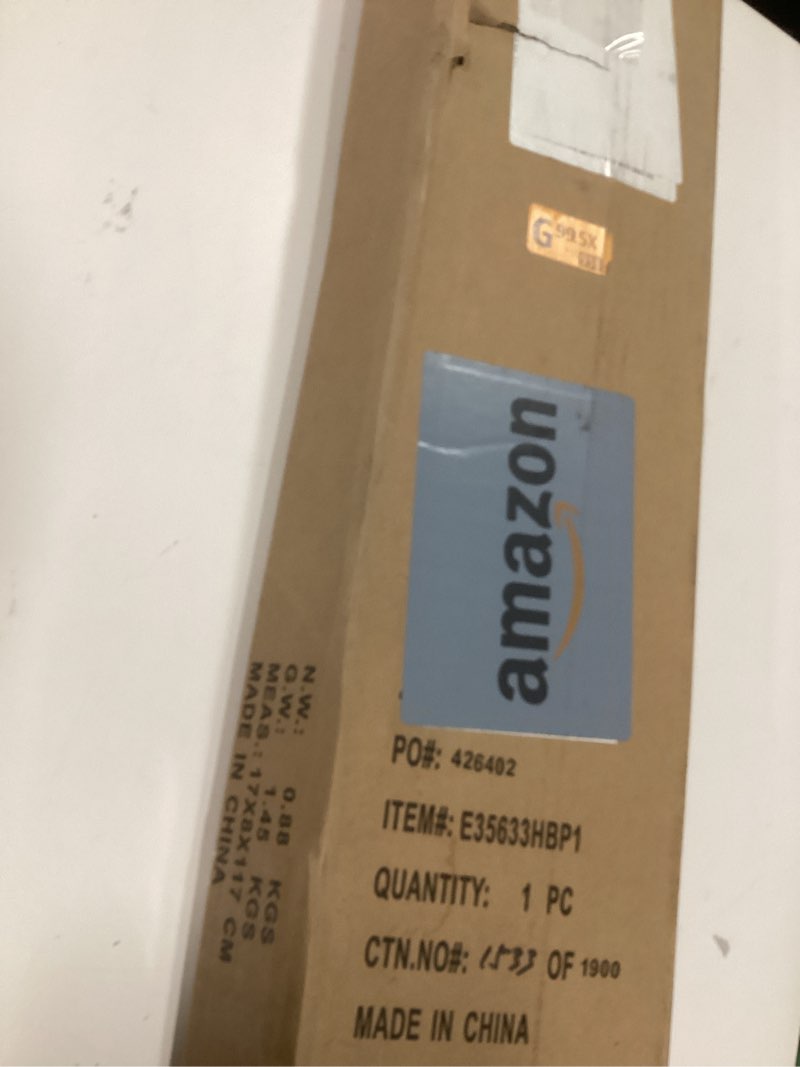 G 99.5X
amazon
PO#: 426402
ITEM#: E35633HBP1
QUANTITY: 1 PC
CTN.NO#: 1533 OF 1900
MADE IN CHINA
N.W.: 0.88 KGS
G.W.: 1.45 KGS
MEAS.: 17X8X117 CM
MADE IN CHINA